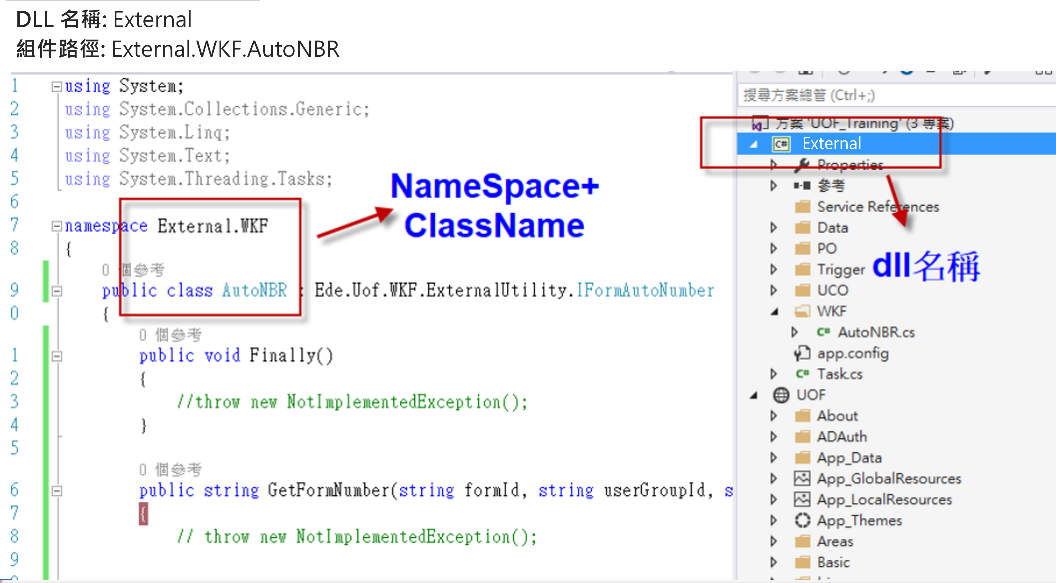 DLL 名稱: External
組件路徑: External.WKF.AutoNBR
1 using System;
2 using System.Collections.Generic;
3 using System.Linq;
4 using System.Text;
5 using System.Threading.Tasks;
6
7 namespace External.WKF
8 {
0 個參考
9 public class AutoNBR : Ede.Uof.WKF.ExternalUtility.IFormAutoNumber
0 {
0 個參考
1 public void Finally()
2 {
3 //throw new NotImplementedException();
4 }
5
0 個參考
6 public string GetFormNumber(string formId, string userGroupId, s
7 {
8 // throw new NotImplementedException();
9
NameSpace+
ClassName
搜尋方案總管 (Ctrl+;)
方案 'UOF_Training' (3 專案)
C# External
Properties
參考
Service References
Data
PO
Trigger
UCO
WKF
C# AutoNBR.cs
app.config
C# Task.cs
UOF
About
ADAuth
App_Data
App_GlobalResources
App_LocalResources
App_Themes
Areas
Basic
dll名稱